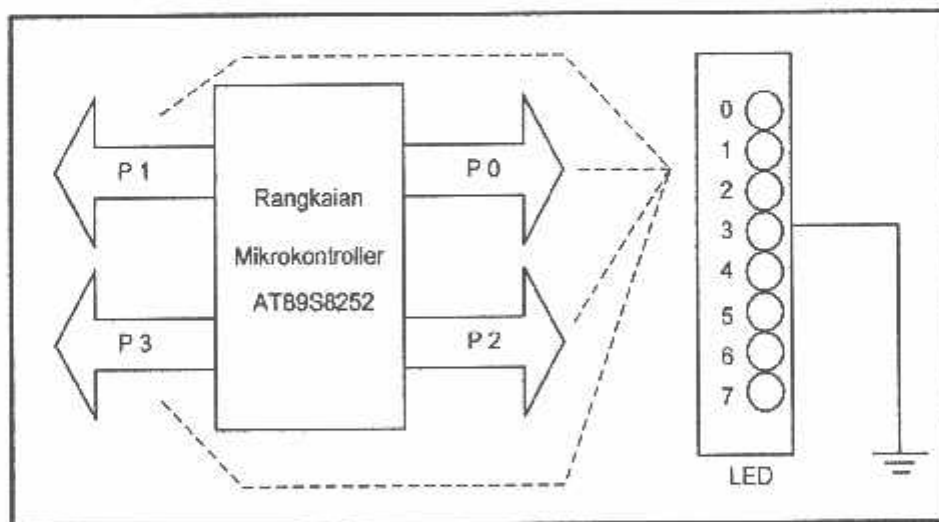 P 1
P 0
Rangkaian
Mikrokontroller
AT89S8252
P 3
P 2
0
1
2
3
4
5
6
7
LED